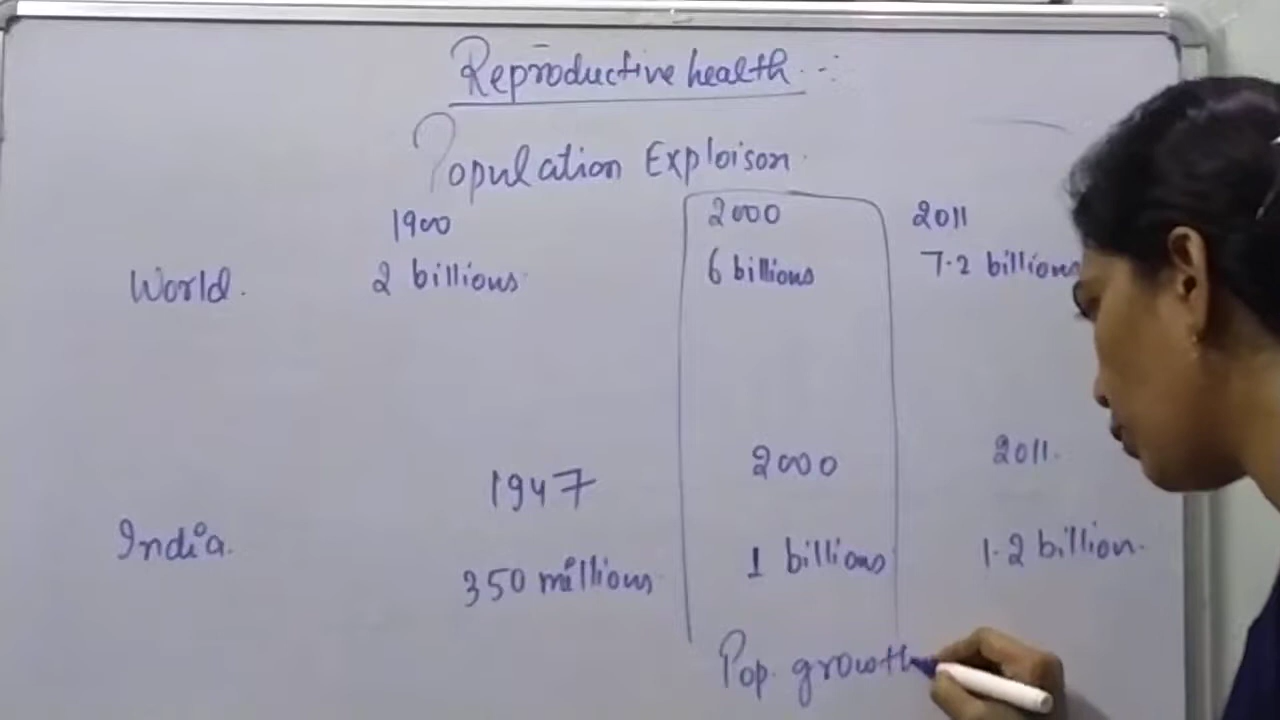 Reproductive health
Population Exploison
1900 2000 2011
World. 2 billions 6 billions 7.2 billions
1947 2000 2011.
India. 350 millions 1 billions 1.2 billion.
Pop. growth